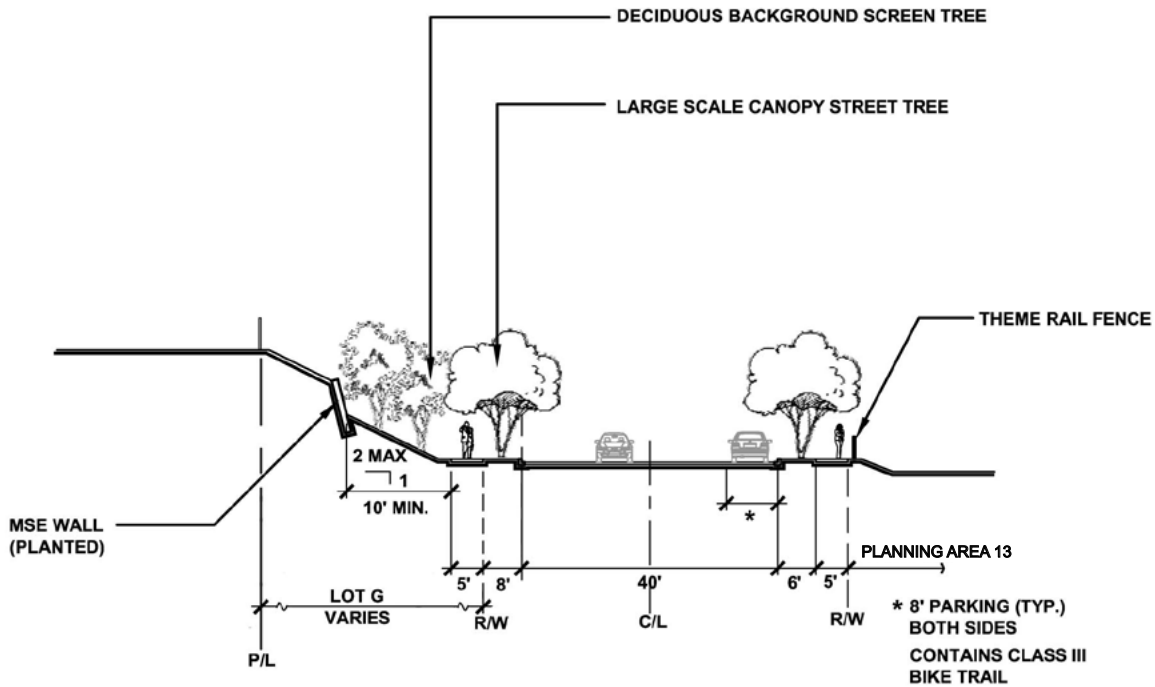 DECIDUOUS BACKGROUND SCREEN TREE
LARGE SCALE CANOPY STREET TREE
THEME RAIL FENCE
2 MAX
1
10' MIN.
MSE WALL
(PLANTED)
*
PLANNING AREA 13
5'
8'
40'
6'
5'
LOT G
VARIES
R/W
C/L
R/W
P/L
* 8' PARKING (TYP.)
BOTH SIDES
CONTAINS CLASS III
BIKE TRAIL